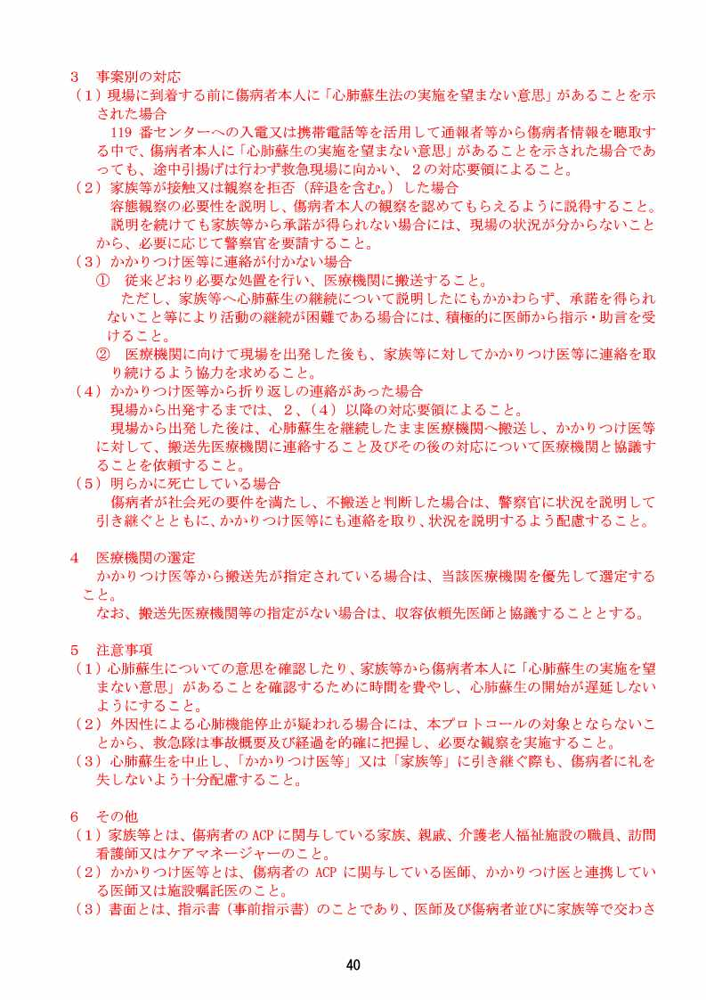 ３　事案別の対応
（１）現場に到着する前に傷病者本人に「心肺蘇生法の実施を望まない意思」があることを示
された場合
119 番センターへの入電又は携帯電話等を活用して通報者等から傷病者情報を聴取す
る中で、傷病者本人に「心肺蘇生の実施を望まない意思」があることを示された場合であ
っても、途中引揚げは行わず救急現場に向かい、２の対応要領によること。
（２）家族等が接触又は観察を拒否（辞退を含む。）した場合
容態観察の必要性を説明し、傷病者本人の観察を認めてもらえるように説得すること。
説明を続けても家族等から承諾が得られない場合には、現場の状況が分からないこと
から、必要に応じて警察官を要請すること。
（３）かかりつけ医等に連絡が付かない場合
①　従来どおり必要な処置を行い、医療機関に搬送すること。
ただし、家族等へ心肺蘇生の継続について説明したにもかかわらず、承諾を得られ
ないこと等により活動の継続が困難である場合には、積極的に医師から指示・助言を受
けること。
②　医療機関に向けて現場を出発した後も、家族等に対してかかりつけ医等に連絡を取
り続けるよう協力を求めること。
（４）かかりつけ医等から折り返しの連絡があった場合
現場から出発するまでは、２、（４）以降の対応要領によること。
現場から出発した後は、心肺蘇生を継続したまま医療機関へ搬送し、かかりつけ医等
に対して、搬送先医療機関に連絡すること及びその後の対応について医療機関と協議す
ることを依頼すること。
（５）明らかに死亡している場合
傷病者が社会死の要件を満たし、不搬送と判断した場合は、警察官に状況を説明して
引き継ぐとともに、かかりつけ医等にも連絡を取り、状況を説明するよう配慮すること。
４　医療機関の選定
かかりつけ医等から搬送先が指定されている場合は、当該医療機関を優先して選定する
こと。
なお、搬送先医療機関等の指定がない場合は、収容依頼先医師と協議することとする。
５　注意事項
（１）心肺蘇生についての意思を確認したり、家族等から傷病者本人に「心肺蘇生の実施を望
まない意思」があることを確認するために時間を費やし、心肺蘇生の開始が遅延しない
ようにすること。
（２）外因性による心肺機能停止が疑われる場合には、本プロトコールの対象とならないこ
とから、救急隊は事故概要及び経過を的確に把握し、必要な観察を実施すること。
（３）心肺蘇生を中止し、「かかりつけ医等」又は「家族等」に引き継ぐ際も、傷病者に礼を
失しないよう十分配慮すること。
６　その他
（１）家族等とは、傷病者の ACP に関与している家族、親戚、介護老人福祉施設の職員、訪問
看護師又はケアマネージャーのこと。
（２）かかりつけ医等とは、傷病者の ACP に関与している医師、かかりつけ医と連携してい
る医師又は施設嘱託医のこと。
（３）書面とは、指示書（事前指示書）のことであり、医師及び傷病者並びに家族等で交わさ
40